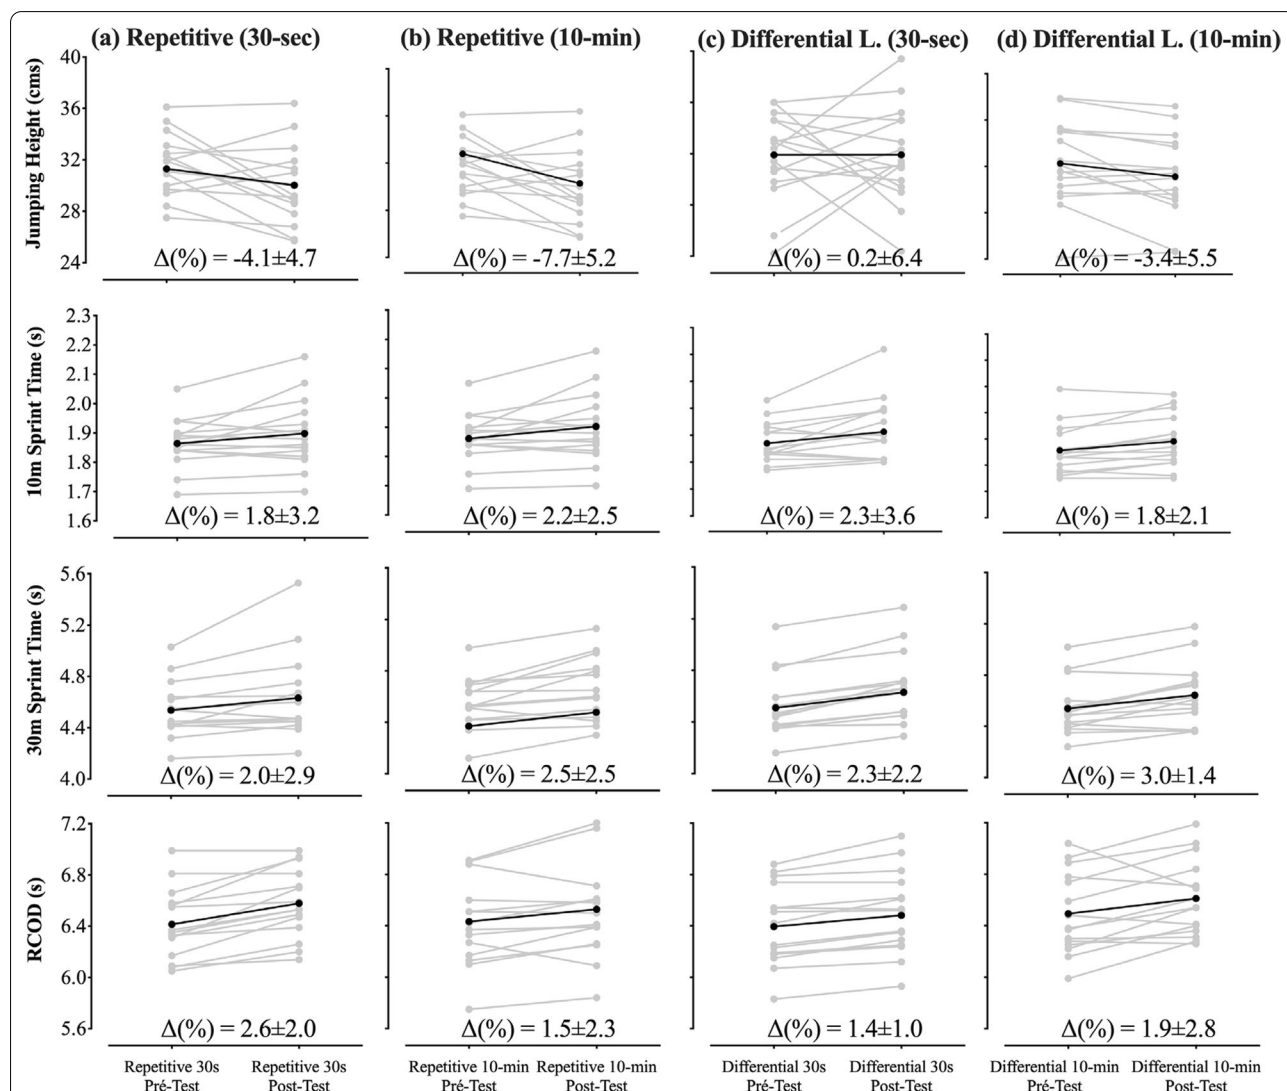 (a) Repetitive (30-sec)
(b) Repetitive (10-min)
(c) Differential L. (30-sec)
(d) Differential L. (10-min)
Jumping Height (cms)
40
36
32
28
24
Δ(%) = -4.1±4.7
Δ(%) = -7.7±5.2
Δ(%) = 0.2±6.4
Δ(%) = -3.4±5.5
10m Sprint Time (s)
2.3
2.2
2.1
2.0
1.9
1.8
1.7
1.6
Δ(%) = 1.8±3.2
Δ(%) = 2.2±2.5
Δ(%) = 2.3±3.6
Δ(%) = 1.8±2.1
30m Sprint Time (s)
5.6
5.2
4.8
4.4
4.0
Δ(%) = 2.0±2.9
Δ(%) = 2.5±2.5
Δ(%) = 2.3±2.2
Δ(%) = 3.0±1.4
RCOD (s)
7.2
6.8
6.4
6.0
5.6
Δ(%) = 2.6±2.0
Δ(%) = 1.5±2.3
Δ(%) = 1.4±1.0
Δ(%) = 1.9±2.8
Repetitive 30s
Pré-Test
Repetitive 30s
Post-Test
Repetitive 10-min
Pré-Test
Repetitive 10-min
Post-Test
Differential 30s
Pré-Test
Differential 30s
Post-Test
Differential 10-min
Pré-Test
Differential 10-min
Post-Test